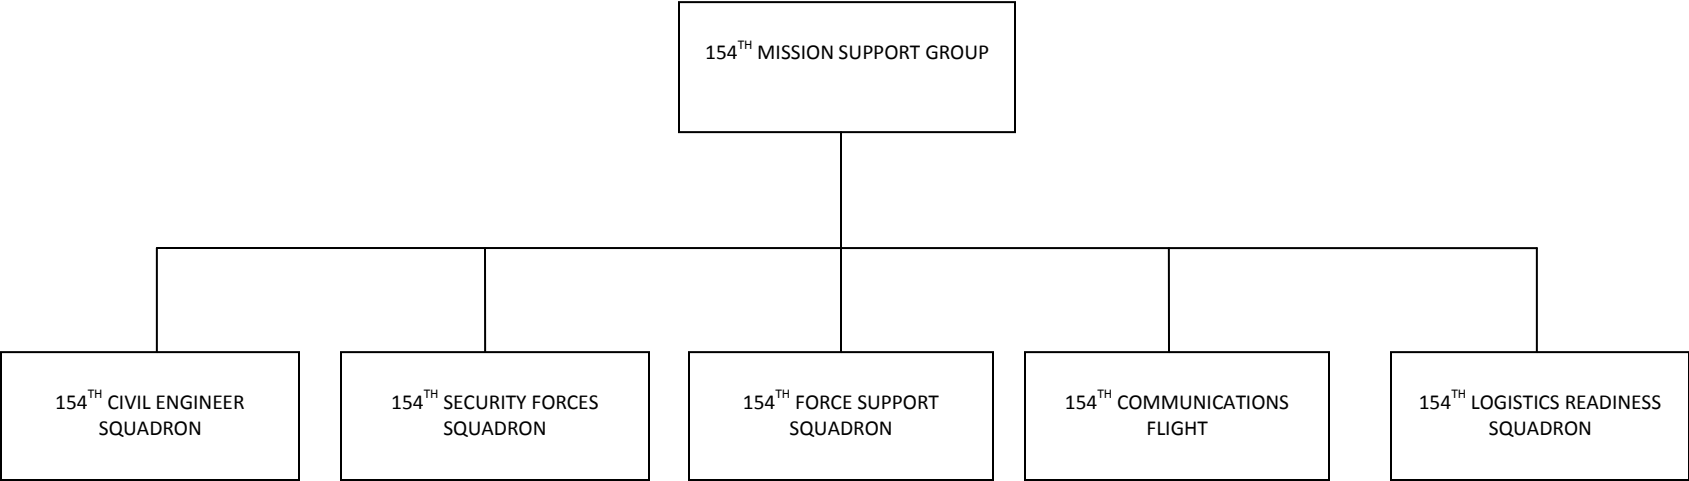 154TH MISSION SUPPORT GROUP
154TH CIVIL ENGINEER
SQUADRON
154TH SECURITY FORCES
SQUADRON
154TH FORCE SUPPORT
SQUADRON
154TH COMMUNICATIONS
FLIGHT
154TH LOGISTICS READINESS
SQUADRON